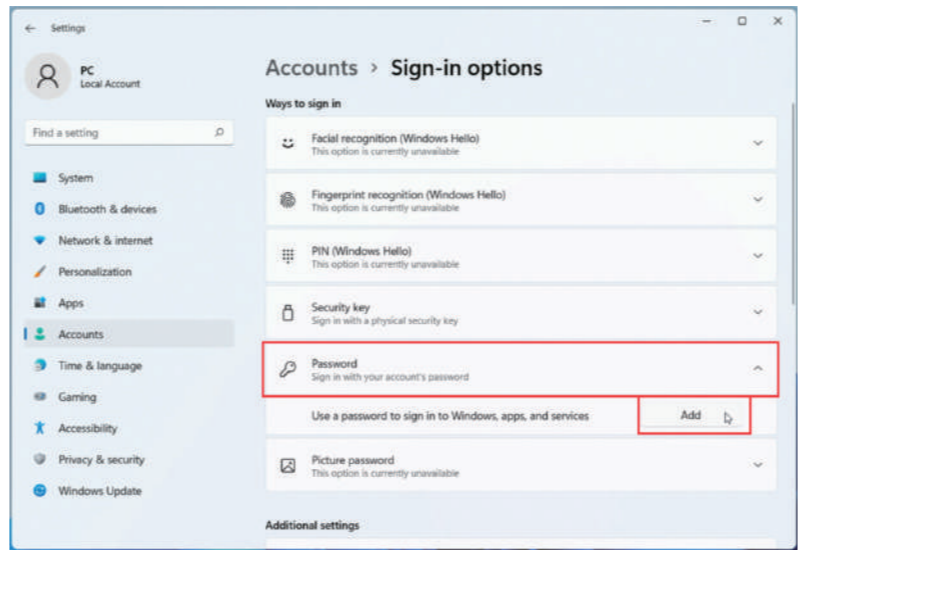 Settings
PC
Local Account
Find a setting
System
Bluetooth & devices
Network & internet
Personalization
Apps
Accounts
Time & language
Gaming
Accessibility
Privacy & security
Windows Update
Accounts > Sign-in options
Ways to sign in
Facial recognition (Windows Hello)
This option is currently unavailable
Fingerprint recognition (Windows Hello)
This option is currently unavailable
PIN (Windows Hello)
This option is currently unavailable
Security key
Sign in with a physical security key
Password
Sign in with your account's password
Use a password to sign in to Windows, apps, and services
Add
Picture password
This option is currently unavailable
Additional settings